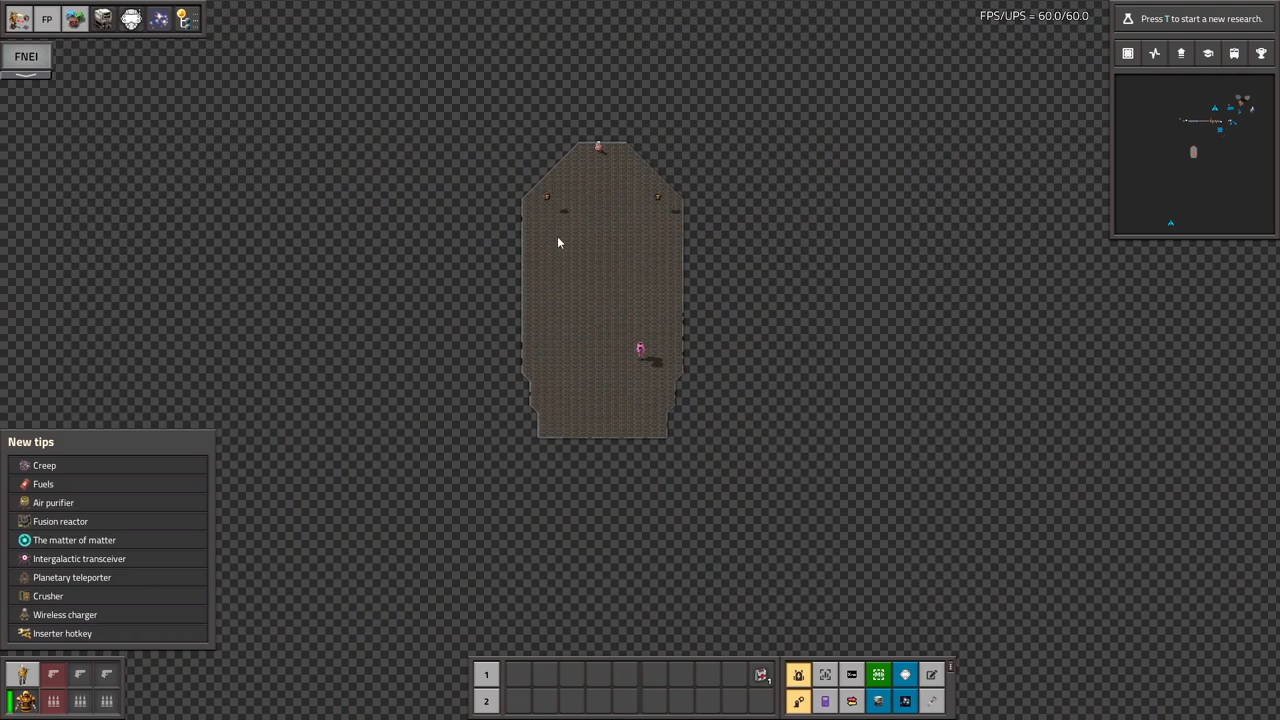 FP
FPS/UPS = 60.0/60.0
Press T to start a new research.
FNEI
New tips
Creep
Fuels
Air purifier
Fusion reactor
The matter of matter
Intergalactic transceiver
Planetary teleporter
Crusher
Wireless charger
Inserter hotkey
1
1
2